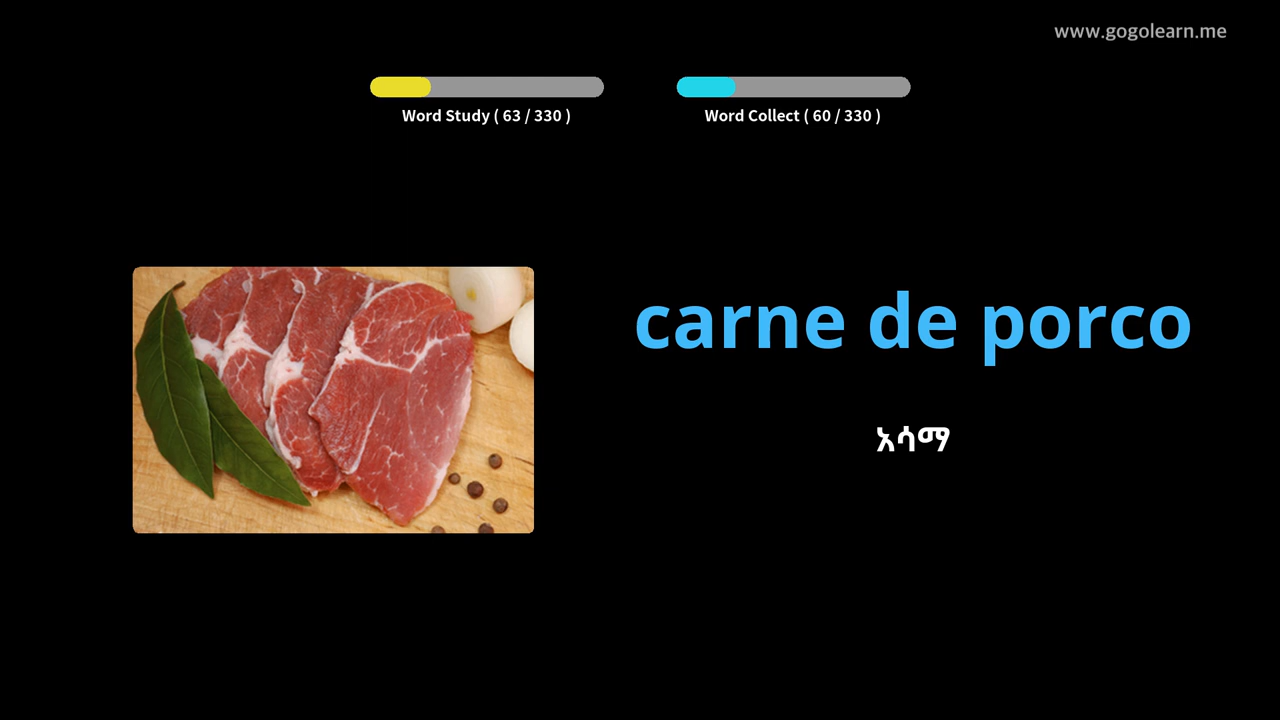 www.gogolearn.me
Word Study ( 63 / 330 )
Word Collect ( 60 / 330 )
carne de porco
አሳማ